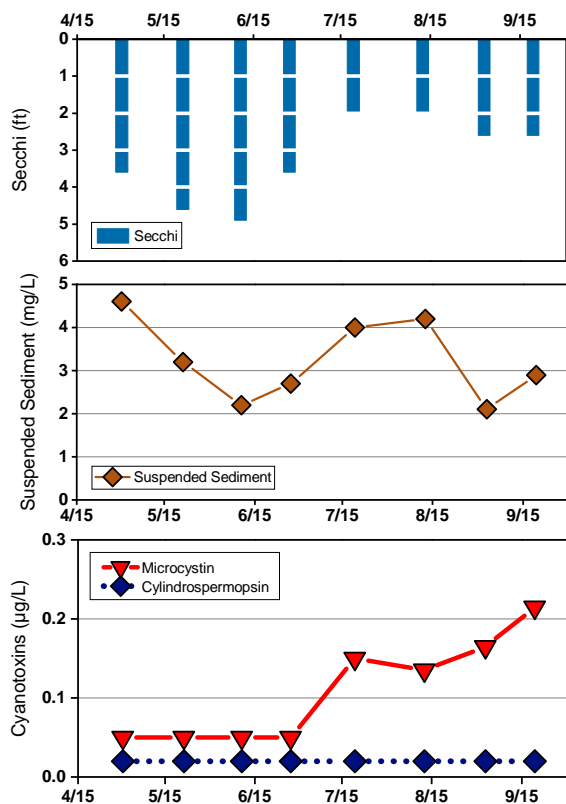 4/15 5/15 6/15 7/15 8/15 9/15
0
1
2
3
4
5
6
Secchi (ft)
Secchi
5
4
3
2
1
0
Suspended Sediment (mg/L)
Suspended Sediment
4/15 5/15 6/15 7/15 8/15 9/15
0.3
0.2
0.1
0.0
Cyanotoxins (µg/L)
Microcystin
Cylindrospermopsin
4/15 5/15 6/15 7/15 8/15 9/15